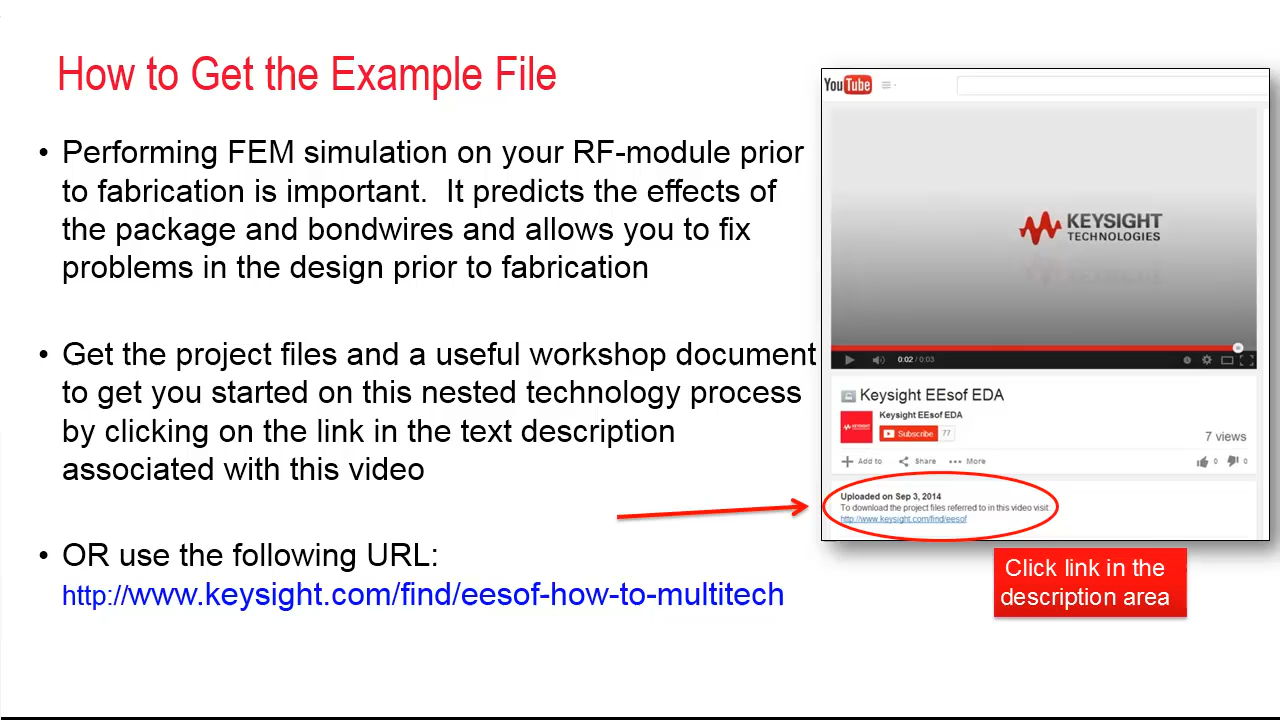 How to Get the Example File
• Performing FEM simulation on your RF-module prior
to fabrication is important.  It predicts the effects of
the package and bondwires and allows you to fix
problems in the design prior to fabrication
• Get the project files and a useful workshop document
to get you started on this nested technology process
by clicking on the link in the text description
associated with this video
• OR use the following URL:
http://www.keysight.com/find/eesof-how-to-multitech
YouTube
KEYSIGHT
TECHNOLOGIES
0:02 / 0:03
Keysight EEsof EDA
Keysight EEsof EDA
Subscribe 77
7 views
Add to Share More 0 0
Uploaded on Sep 3, 2014
To download the project files referred to in this video visit:
http://www.keysight.com/find/eesof
Click link in the
description area